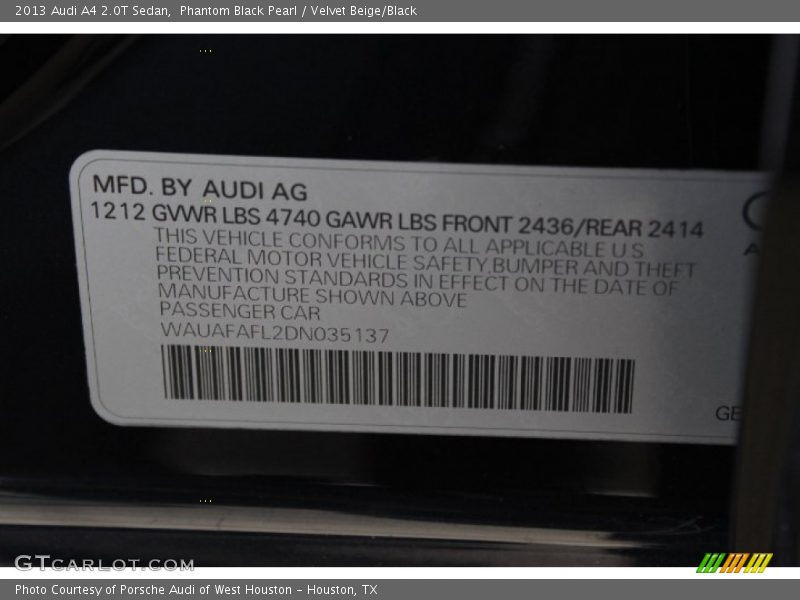 2013 Audi A4 2.0T Sedan,  Phantom Black Pearl / Velvet Beige/Black
MFD. BY AUDI AG
1212 GVWR LBS 4740 GAWR LBS FRONT 2436/REAR 2414
THIS VEHICLE CONFORMS TO ALL APPLICABLE U S
FEDERAL MOTOR VEHICLE SAFETY,BUMPER AND THEFT
PREVENTION STANDARDS IN EFFECT ON THE DATE OF
MANUFACTURE SHOWN ABOVE
PASSENGER CAR
WAUAFAFL2DN035137
GE
GTCARLOT.COM
Photo Courtesy of Porsche Audi of West Houston - Houston, TX